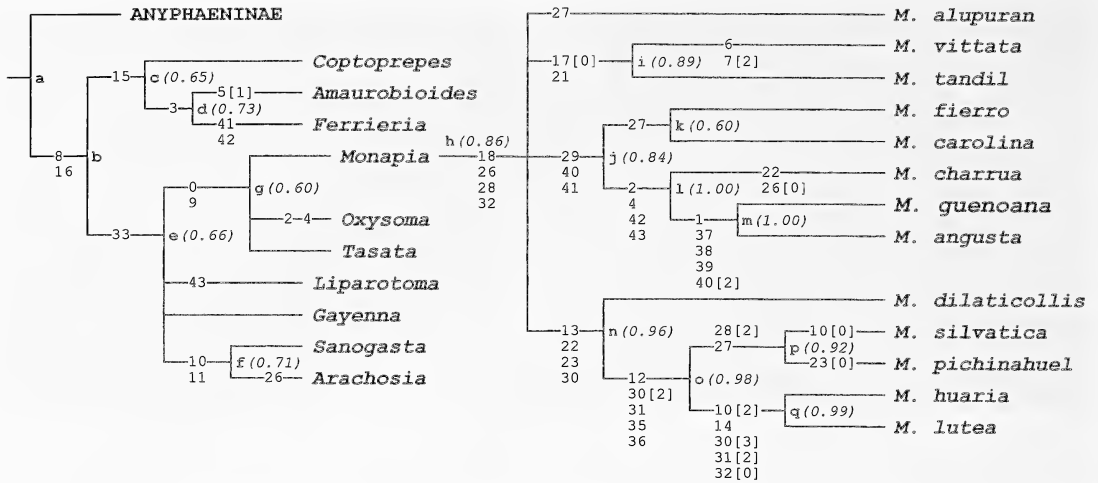 ANYPHAENINAE
a
8
16
b
15
c (0.65)
Coptoprepes
3
d (0.73)
5[1]
Amaurobioides
41
42
Ferrieria
33
e (0.66)
0
9
g (0.60)
Monapia
2-4
Oxysoma
Tasata
43
Liparotoma
Gayenna
10
11
f (0.71)
Sanogasta
26
Arachosia
h (0.86)
18
26
28
32
27
M. alupuran
17[0]
21
i (0.89)
6
7[2]
M. vittata
M. tandil
29
40
41
j (0.84)
27
k (0.60)
M. fierro
M. carolina
2
4
42
43
l (1.00)
22
26[0]
M. charrua
1
37
38
39
40[2]
m (1.00)
M. guenoana
M. angusta
13
22
23
30
n (0.96)
M. dilaticollis
12
30[2]
31
35
36
o (0.98)
28[2]
27
p (0.92)
10[0]
M. silvatica
23[0]
M. pichinahuel
10[2]
14
30[3]
31[2]
32[0]
q (0.99)
M. huaria
M. lutea